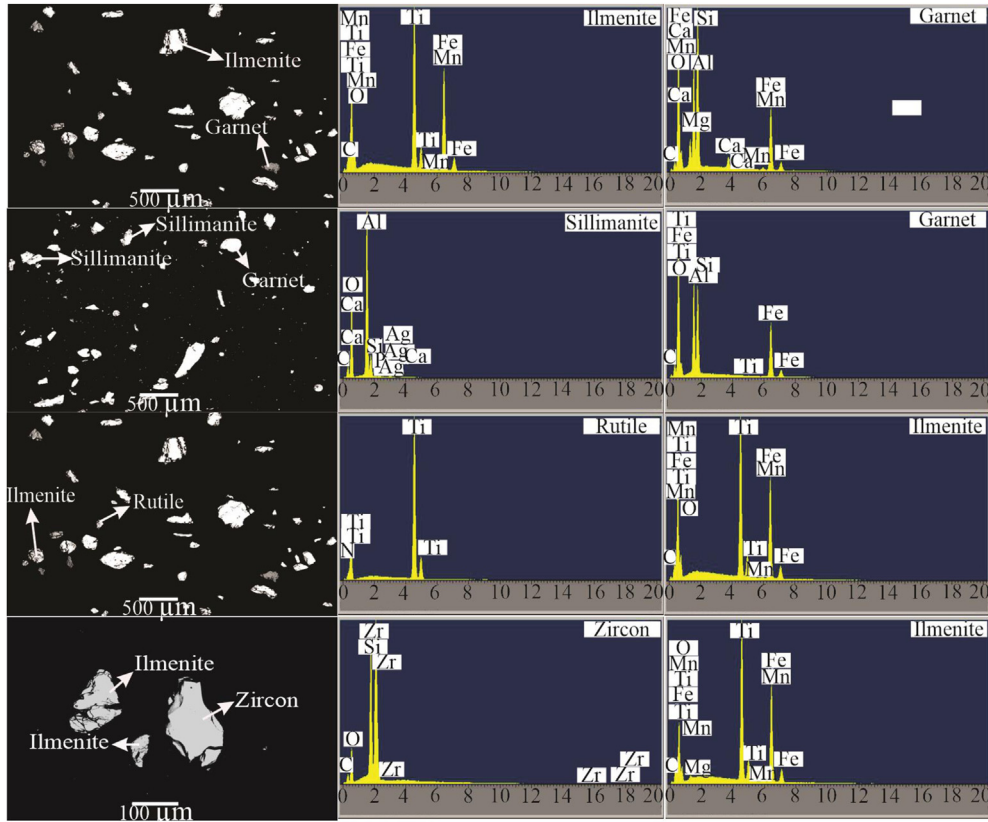 Ilmenite
Garnet
500 µm
Mn
Ti
Fe
Ti
Mn
O
C
Ti
Fe
Mn
Ti
Mn
Fe
Ilmenite
0 2 4 6 8 10 12 14 16 18 20
Fe
Si
Ca
Mn
O Al
Ca
Mg
C
Ca
Ca
Mn
Fe
Mn
Fe
Garnet
0 2 4 6 8 10 12 14 16 18 20
Sillimanite
Sillimanite
Garnet
500 µm
Al
O
Ca
Ca
C
Si
P
Ag
Ag
Ag
Ca
Sillimanite
0 2 4 6 8 10 12 14 16 18 20
Ti
Fe
Ti
O
Si
Al
C
Fe
Ti
Fe
Garnet
0 2 4 6 8 10 12 14 16 18 20
Ilmenite
Rutile
500 µm
Ti
Ti
Ti
N
Ti
Rutile
0 2 4 6 8 10 12 14 16 18 20
Mn
Ti
Fe
Ti
Mn
O
C
Ti
Fe
Mn
Ti
Mn
Fe
Ilmenite
0 2 4 6 8 10 12 14 16 18 20
Ilmenite
Zircon
Ilmenite
100 µm
Zr
Si
Zr
O
C
Zr
Zr
Zr
Zr
Zircon
0 2 4 6 8 10 12 14 16 18 20
O
Mn
Ti
Fe
Ti
Mn
C
Mg
Ti
Fe
Mn
Ti
Mn
Fe
Ilmenite
0 2 4 6 8 10 12 14 16 18 20